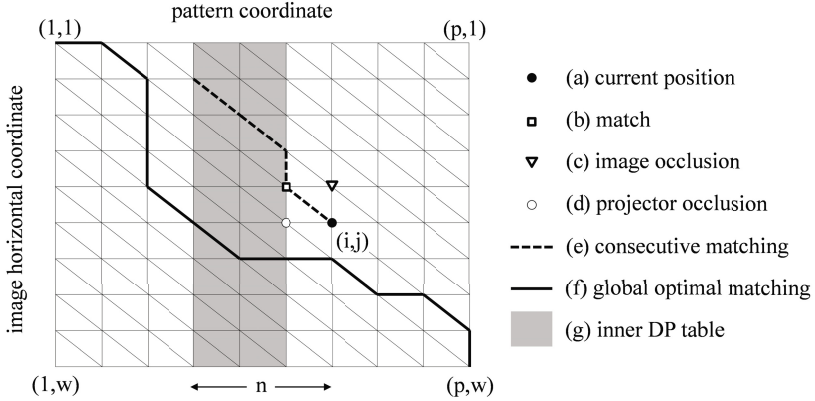 pattern coordinate
(1,1)
(p,1)
image horizontal coordinate
(i,j)
(1,w)
n
(p,w)
(a) current position
(b) match
(c) image occlusion
(d) projector occlusion
(e) consecutive matching
(f) global optimal matching
(g) inner DP table